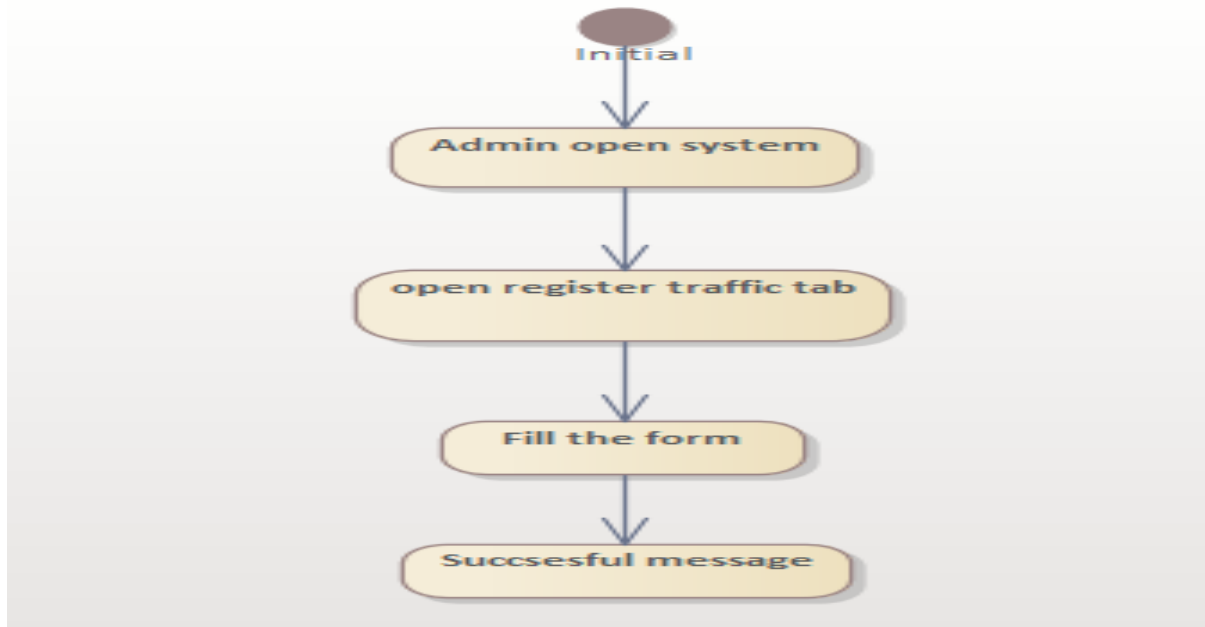 Initial
Admin open system
open register traffic tab
Fill the form
Succsesful message